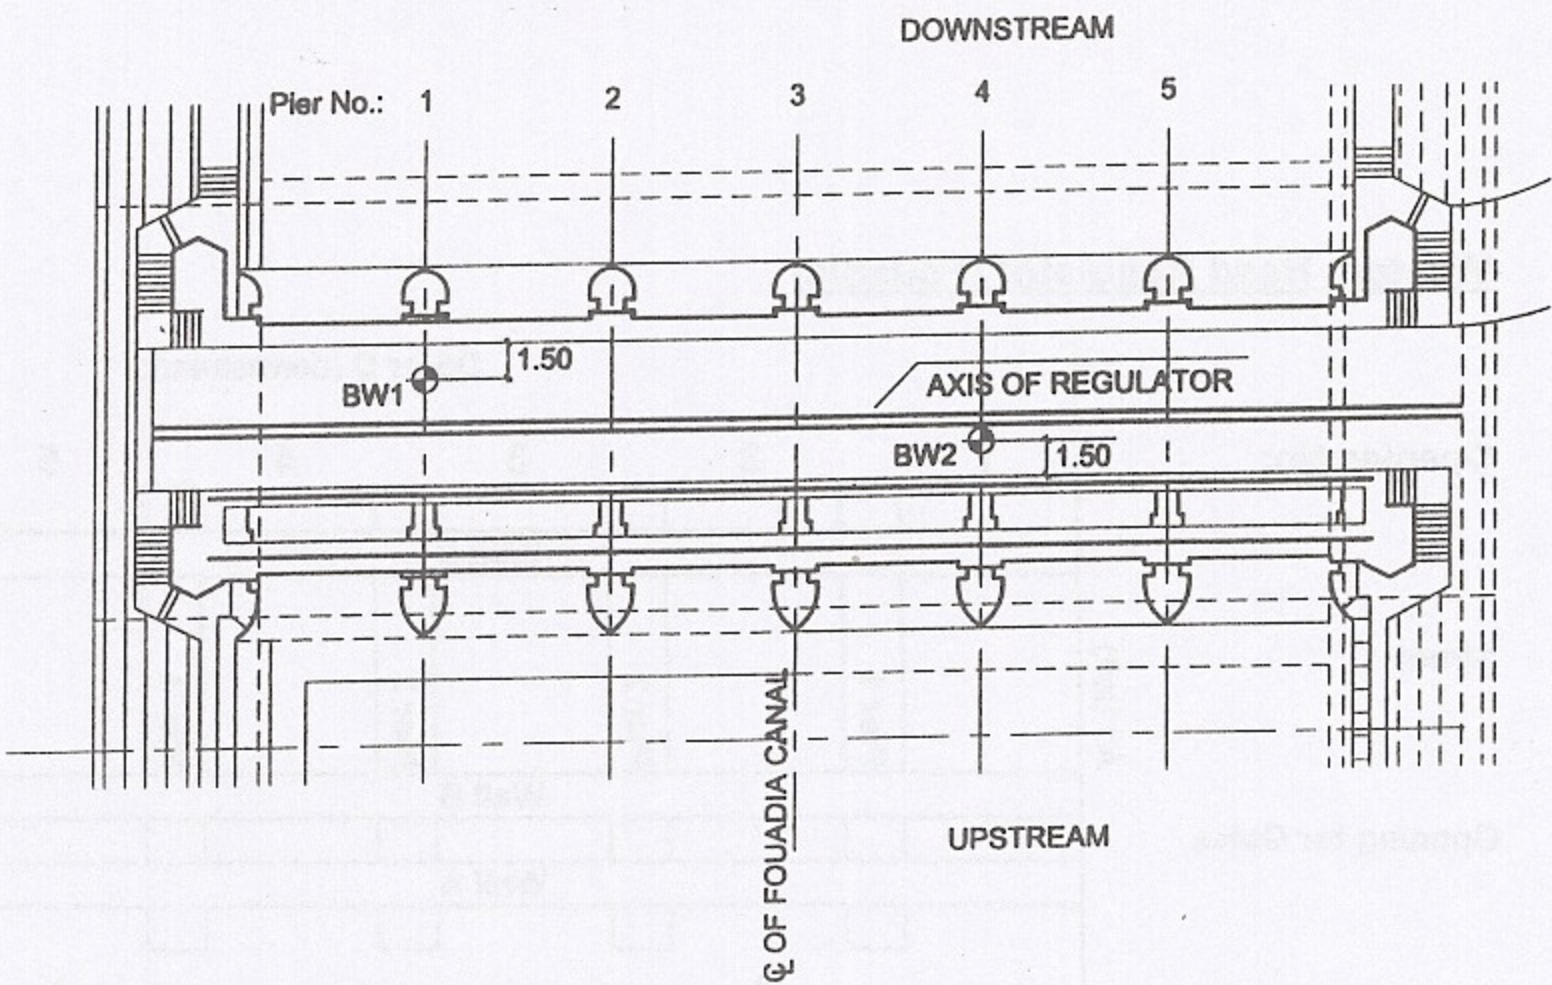 DOWNSTREAM
Pier No.: 1 2 3 4 5
1.50
BW1
AXIS OF REGULATOR
BW2
1.50
℄ OF FOUADIA CANAL
UPSTREAM